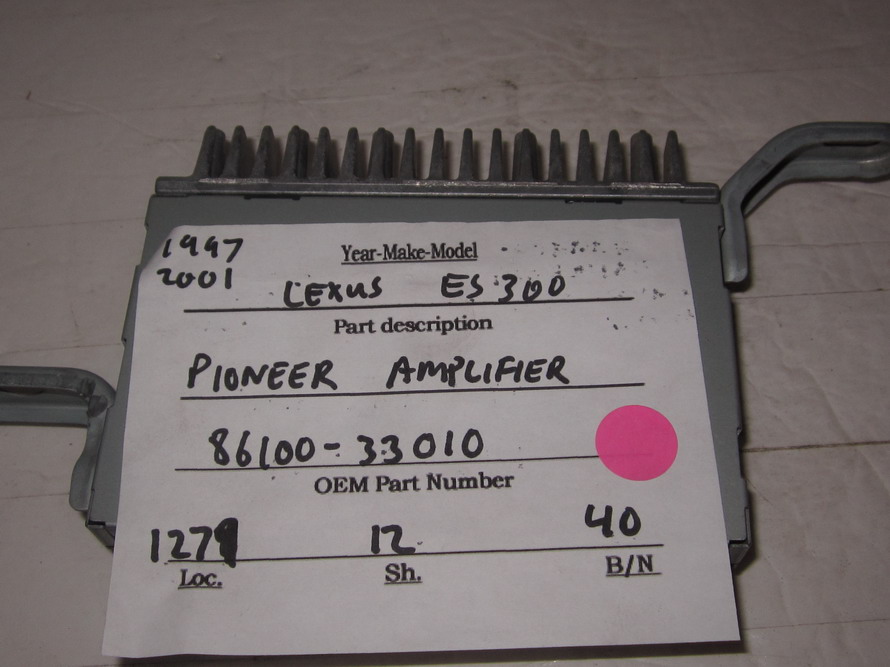 1997
2001
Year-Make-Model
LEXUS ES 300
Part description
PIONEER AMPLIFIER
86100-33010
OEM Part Number
1279 12 40
Loc. Sh. B/N